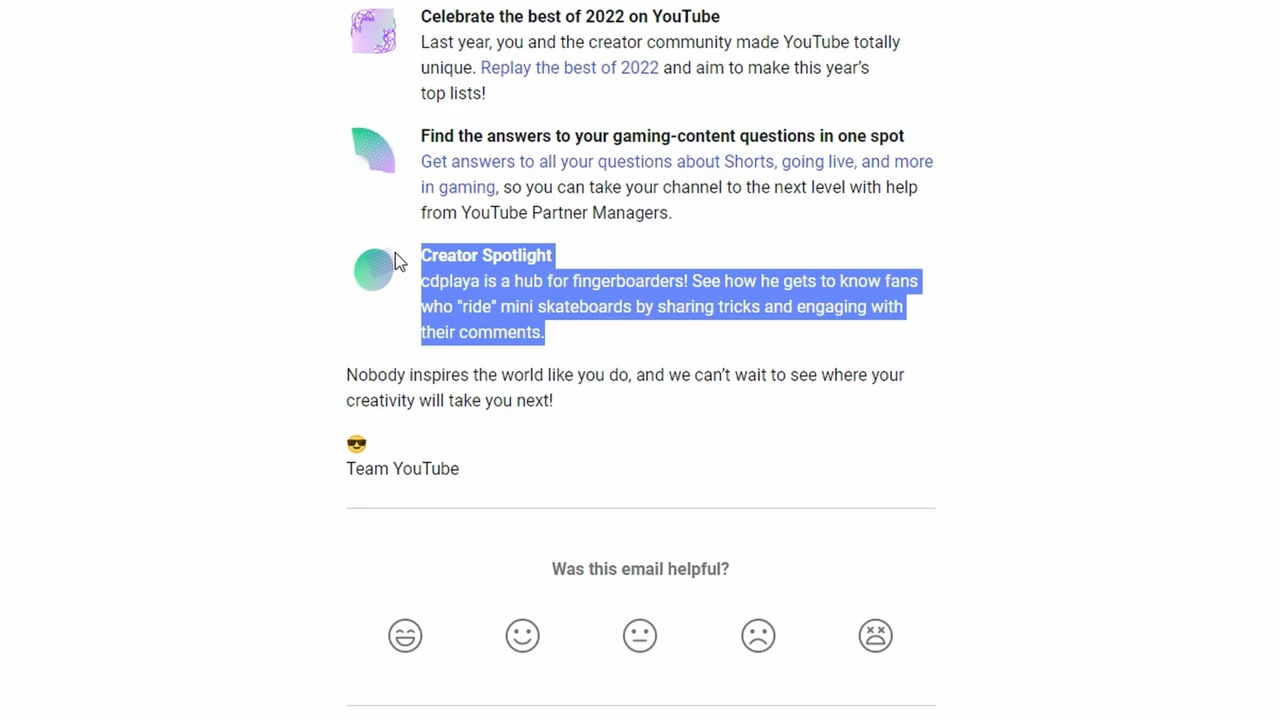 Celebrate the best of 2022 on YouTube
Last year, you and the creator community made YouTube totally
unique. Replay the best of 2022 and aim to make this year’s
top lists!
Find the answers to your gaming-content questions in one spot
Get answers to all your questions about Shorts, going live, and more
in gaming, so you can take your channel to the next level with help
from YouTube Partner Managers.
Creator Spotlight
cdplaya is a hub for fingerboarders! See how he gets to know fans
who "ride" mini skateboards by sharing tricks and engaging with
their comments.
Nobody inspires the world like you do, and we can’t wait to see where your
creativity will take you next!
😎
Team YouTube
Was this email helpful?